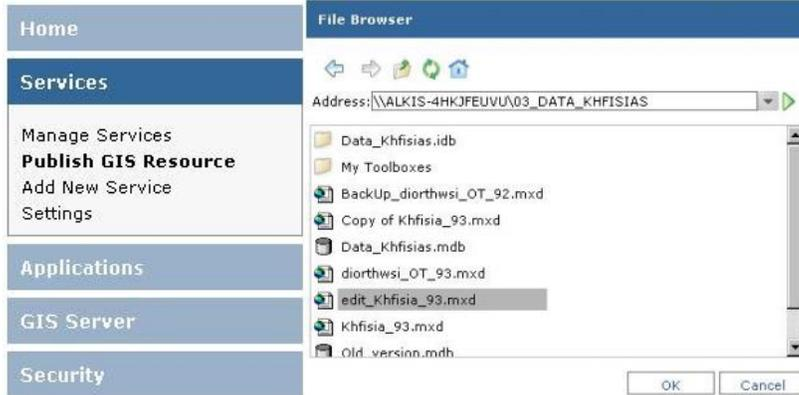 Home
Services
Manage Services
Publish GIS Resource
Add New Service
Settings
Applications
GIS Server
Security
File Browser
Address: \\ALKIS-4HKJFEUVU\03_DATA_KHFISIAS
Data_Khfisias.idb
My Toolboxes
BackUp_diorthwsi_OT_92.mxd
Copy of Khfisia_93.mxd
Data_Khfisias.mdb
diorthwsi_OT_93.mxd
edit_Khfisia_93.mxd
Khfisia_93.mxd
Old_version.mdb
OK Cancel